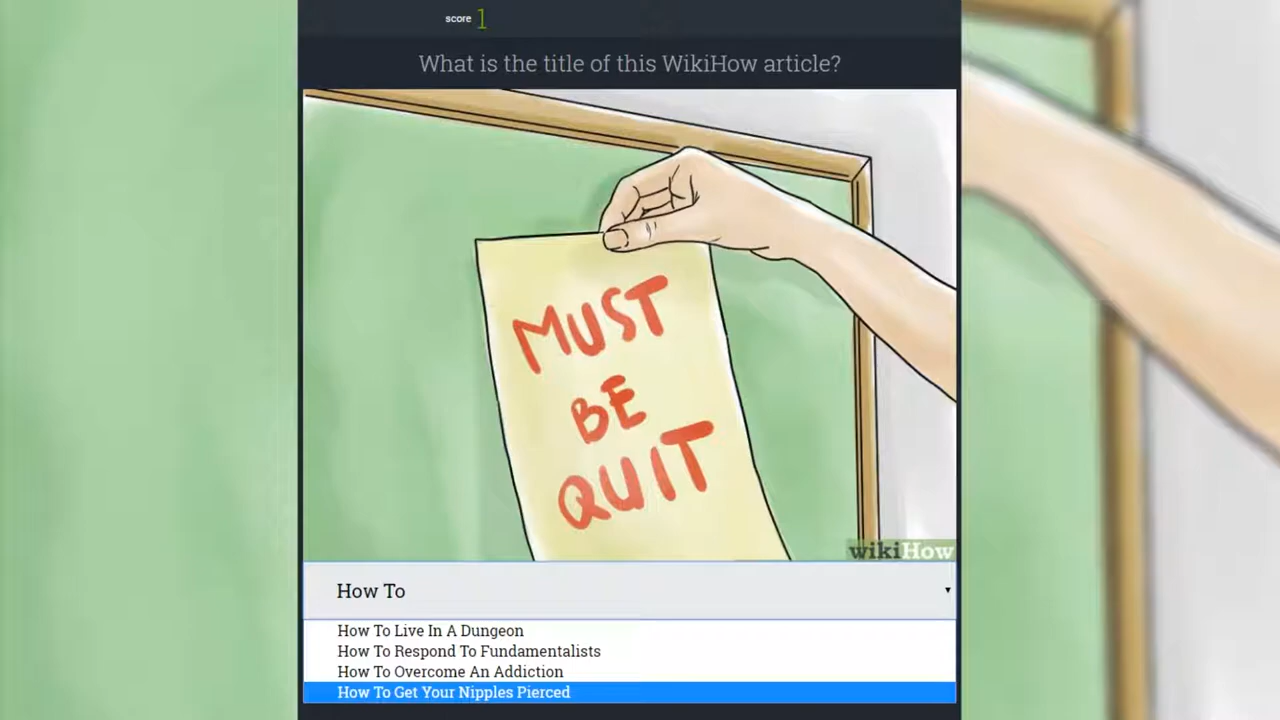 score 1
What is the title of this WikiHow article?
MUST
BE
QUIT
wikiHow
How To
How To Live In A Dungeon
How To Respond To Fundamentalists
How To Overcome An Addiction
How To Get Your Nipples Pierced